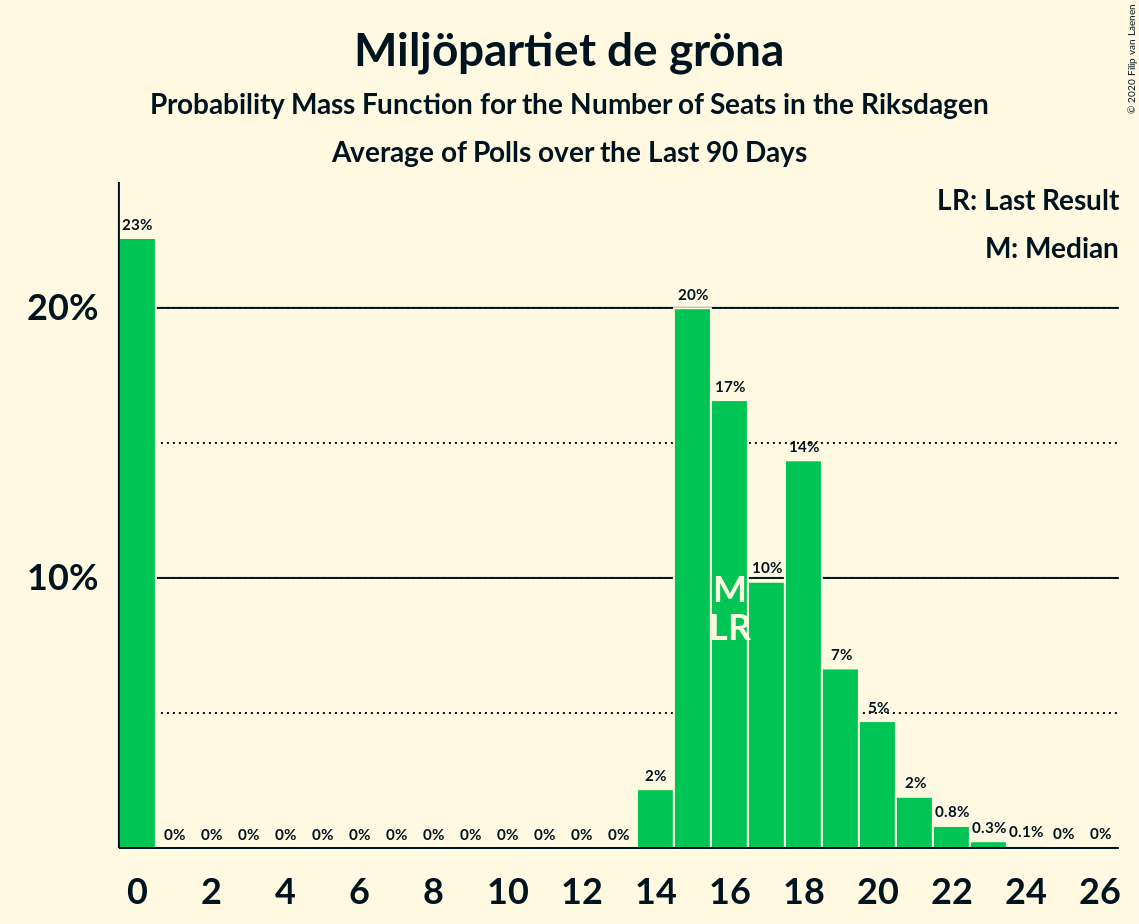 Miljöpartiet de gröna
Probability Mass Function for the Number of Seats in the Riksdagen
Average of Polls over the Last 90 Days
© 2020 Filip van Laenen
LR: Last Result
M: Median
23%
20%
20%
17%
14%
10%
10%
M
LR
7%
5%
2%
2%
0.8%
0.3%
0.1%
0%
0%
0% 0% 0% 0% 0% 0% 0% 0% 0% 0% 0% 0% 0%
0 2 4 6 8 10 12 14 16 18 20 22 24 26